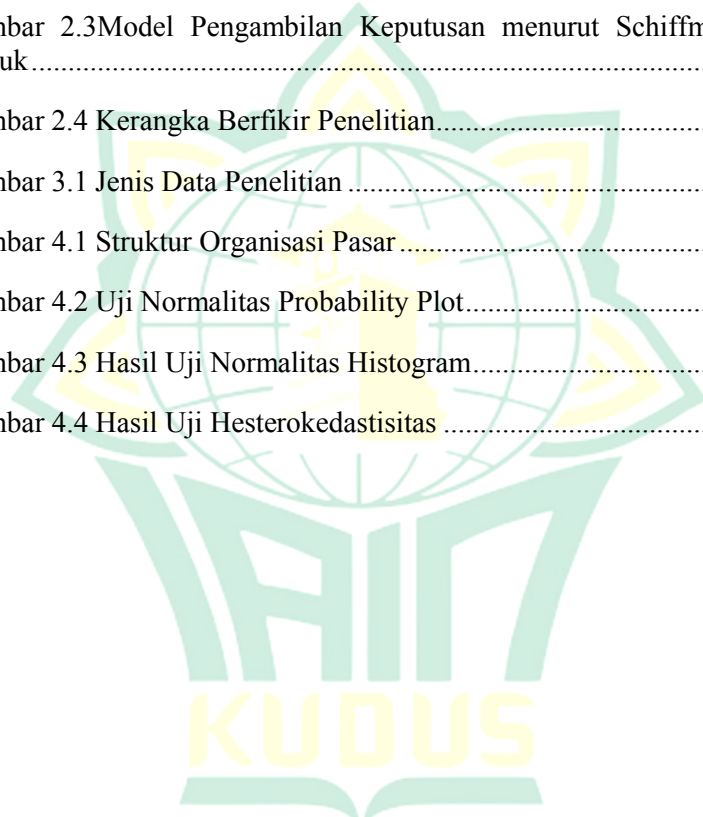 mbar 2.3Model Pengambilan Keputusan menurut Schiffm
uk.......................................................................................
mbar 2.4 Kerangka Berfikir Penelitian....................................
mbar 3.1 Jenis Data Penelitian ................................................
mbar 4.1 Struktur Organisasi Pasar .........................................
mbar 4.2 Uji Normalitas Probability Plot................................
mbar 4.3 Hasil Uji Normalitas Histogram...............................
mbar 4.4 Hasil Uji Hesterokedastisitas ...................................
IAIN
KUDUS